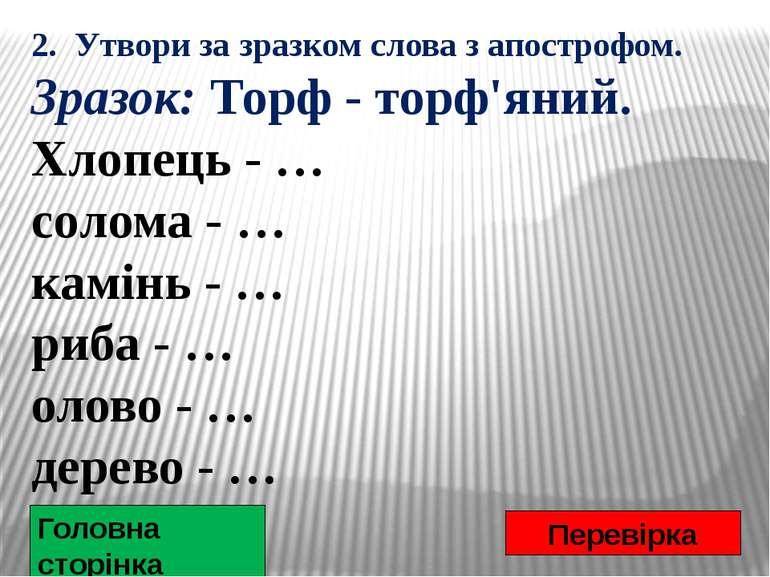 2. Утвори за зразком слова з апострофом.
Зразок: Торф - торф'яний.
Хлопець - …
солома - …
камінь - …
риба - …
олово - …
дерево - …
Головна
сторінка
Перевірка